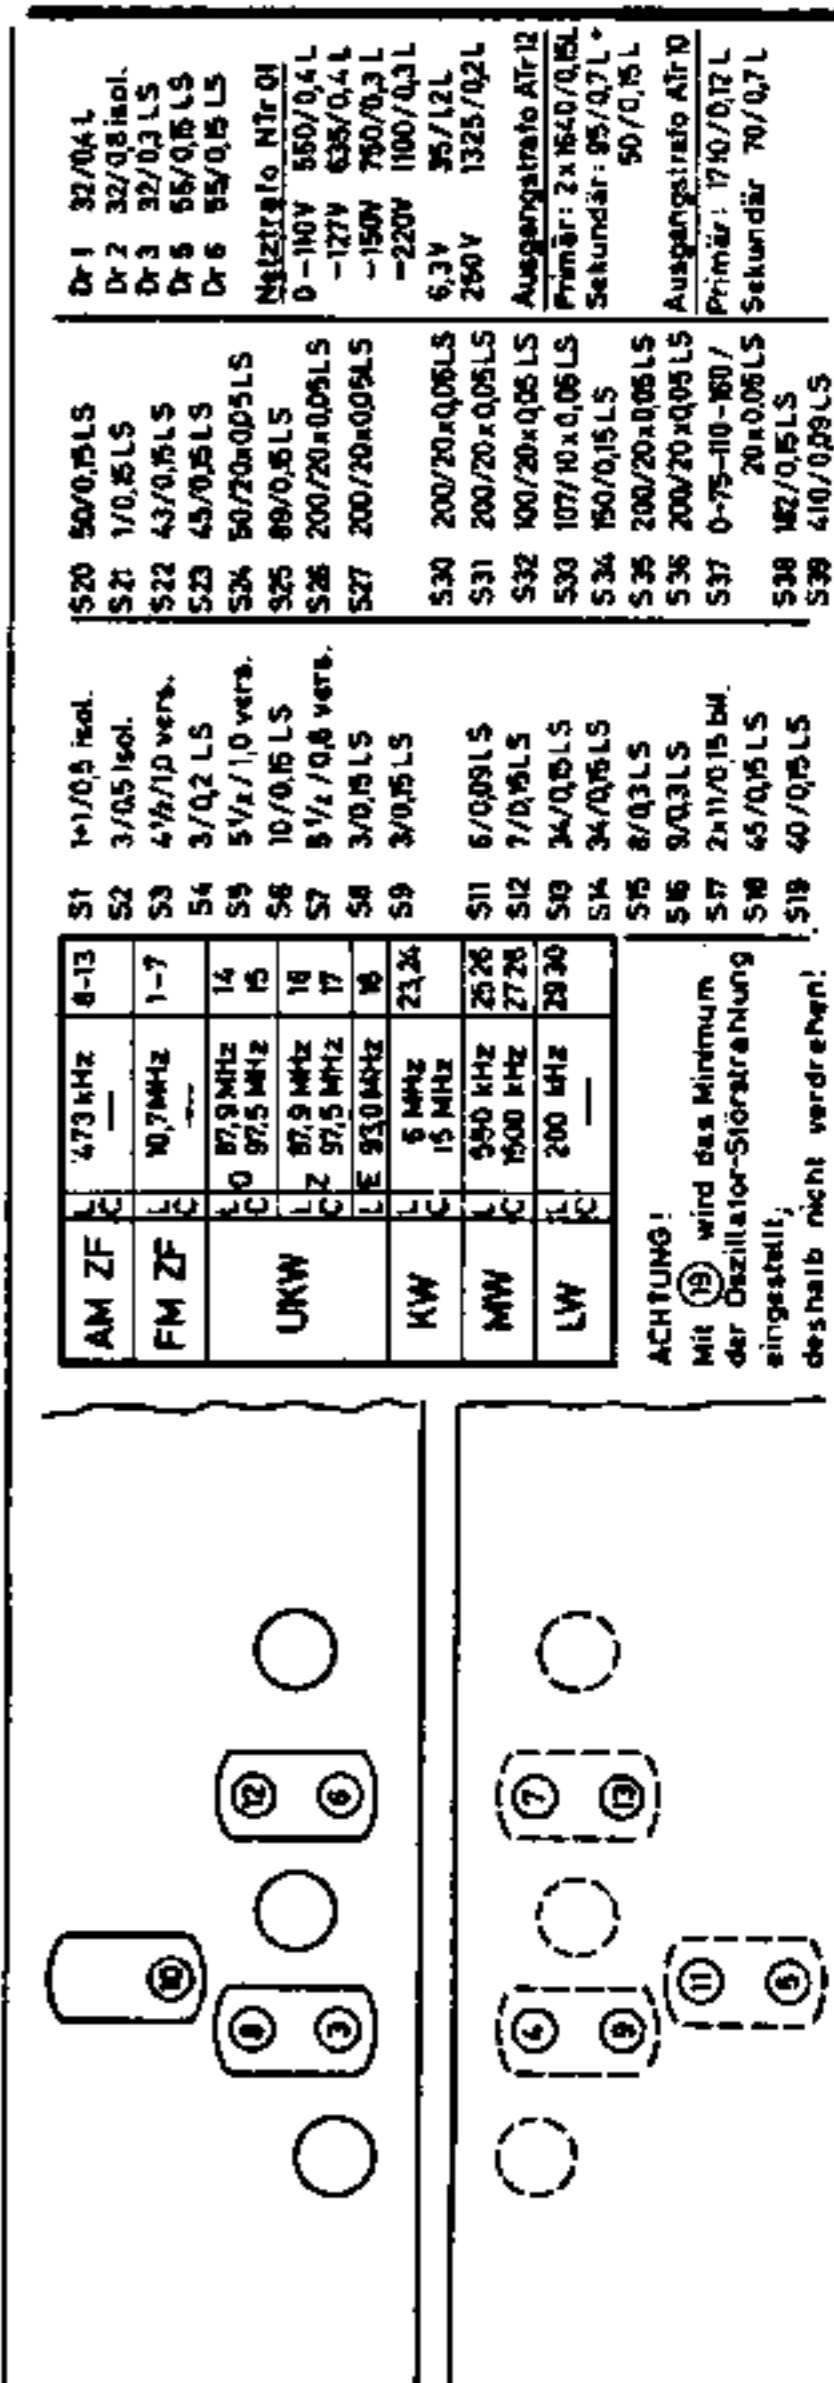 AM ZF L 473 kHz 8-13
C —
FM ZF L 10,7 MHz 1-7
C —
UKW L O 87,9 MHz 14
C 97,5 MHz 15
L Z 87,9 MHz 16
C 97,5 MHz 17
L E 93,0 MHz 18
KW L 6 MHz 23,24
C 15 MHz
MW L 580 kHz 25 26
C 1500 kHz 27 28
LW L 200 kHz 29 30
C —
ACHTUNG!
Mit 19 wird das Minimum
der Oszillator-Störstrahlung
eingestellt,
deshalb nicht verdrehen!
S1 1+1/0,5 isol.
S2 3/0,5 isol.
S3 4½/1,0 vers.
S4 3/0,2 LS
S5 5½/1,0 vers.
S6 10/0,15 LS
S7 5½/0,8 vers.
S8 3/0,15 LS
S9 3/0,15 LS
S11 6/0,09 LS
S12 7/0,15 LS
S13 34/0,15 LS
S14 34/0,15 LS
S15 8/0,3 LS
S16 9/0,3 LS
S17 2x11/0,15 bif.
S18 45/0,15 LS
S19 40/0,15 LS
S20 50/0,15 LS
S21 1/0,15 LS
S22 43/0,15 LS
S23 45/0,15 LS
S24 50/20x0,05 LS
S25 89/0,15 LS
S26 200/20x0,05 LS
S27 200/20x0,05 LS
S30 200/20x0,05 LS
S31 200/20x0,05 LS
S32 100/20x0,05 LS
S33 107/10x0,05 LS
S34 150/0,15 LS
S35 200/20x0,05 LS
S36 200/20x0,05 LS
S37 0-75-110-160/
20x0,05 LS
S38 182/0,15 LS
S39 410/0,09 LS
Dr 1 32/0,4 L
Dr 2 32/0,8 isol.
Dr 3 32/0,3 LS
Dr 5 55/0,15 LS
Dr 6 55/0,15 LS
Netztrafo NTr 01
0-110V 550/0,4 L
-127V 635/0,4 L
-150V 750/0,3 L
-220V 1100/0,3 L
6,3V 35/1,2 L
250V 1325/0,2 L
Ausgangstrafo ATr 12
Primär: 2x1640/0,15L
Sekundär: 95/0,7 L +
50/0,15 L
Ausgangstrafo ATr 10
Primär: 1710/0,12 L
Sekundär 70/0,7 L
10
8
3
12
6
4
9
7
13
11
5